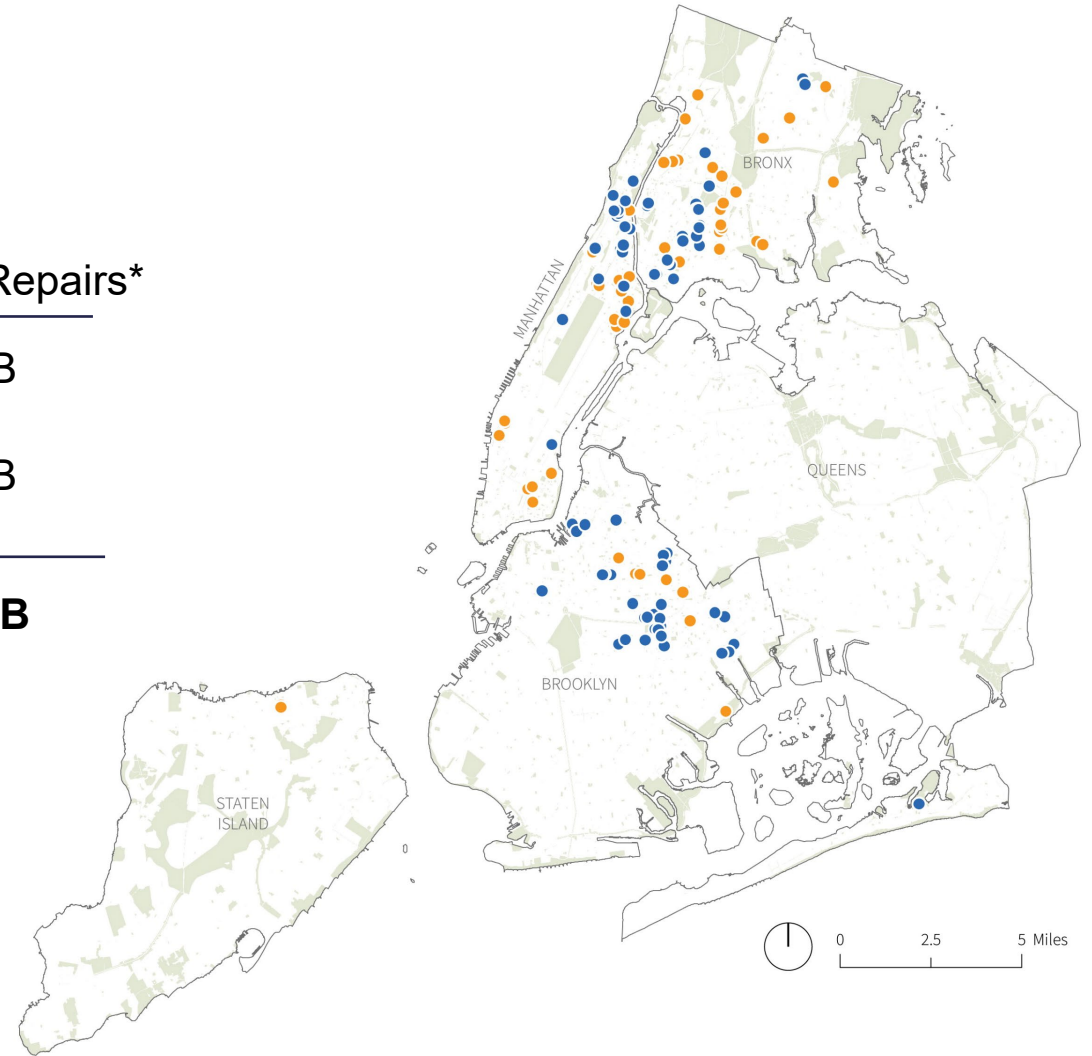 Repairs*
B
B
B
BRONX
MANHATTAN
QUEENS
BROOKLYN
STATEN
ISLAND
0 2.5 5 Miles